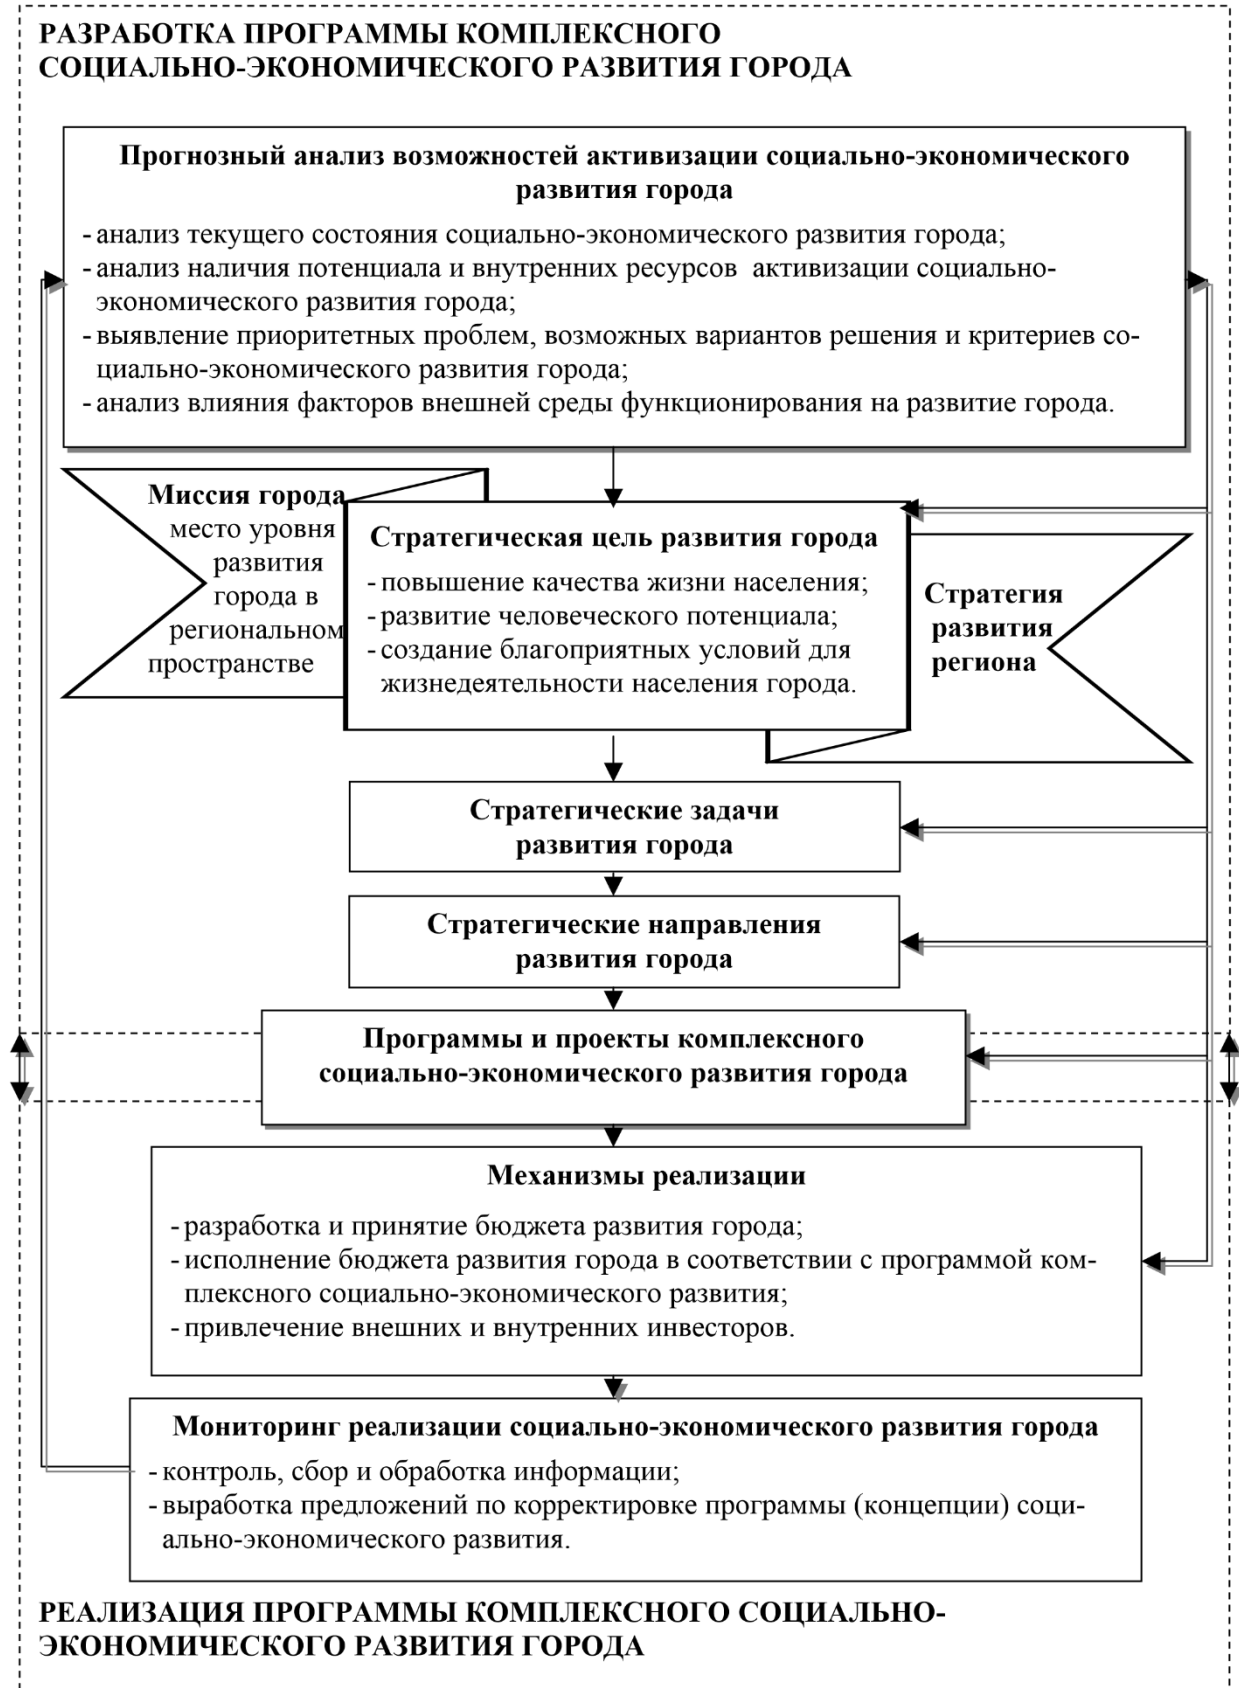 РАЗРАБОТКА ПРОГРАММЫ КОМПЛЕКСНОГО
СОЦИАЛЬНО-ЭКОНОМИЧЕСКОГО РАЗВИТИЯ ГОРОДА
Прогнозный анализ возможностей активизации социально-экономического
развития города
- анализ текущего состояния социально-экономического развития города;
- анализ наличия потенциала и внутренних ресурсов активизации социально-
экономического развития города;
- выявление приоритетных проблем, возможных вариантов решения и критериев со-
циально-экономического развития города;
- анализ влияния факторов внешней среды функционирования на развитие города.
Миссия города
место уровня
развития
города в
региональном
пространстве
Стратегическая цель развития города
- повышение качества жизни населения;
- развитие человеческого потенциала;
- создание благоприятных условий для
жизнедеятельности населения города.
Стратегия
развития
региона
Стратегические задачи
развития города
Стратегические направления
развития города
Программы и проекты комплексного
социально-экономического развития города
Механизмы реализации
- разработка и принятие бюджета развития города;
- исполнение бюджета развития города в соответствии с программой ком-
плексного социально-экономического развития;
- привлечение внешних и внутренних инвесторов.
Мониторинг реализации социально-экономического развития города
- контроль, сбор и обработка информации;
- выработка предложений по корректировке программы (концепции) соци-
ально-экономического развития.
РЕАЛИЗАЦИЯ ПРОГРАММЫ КОМПЛЕКСНОГО СОЦИАЛЬНО-
ЭКОНОМИЧЕСКОГО РАЗВИТИЯ ГОРОДА